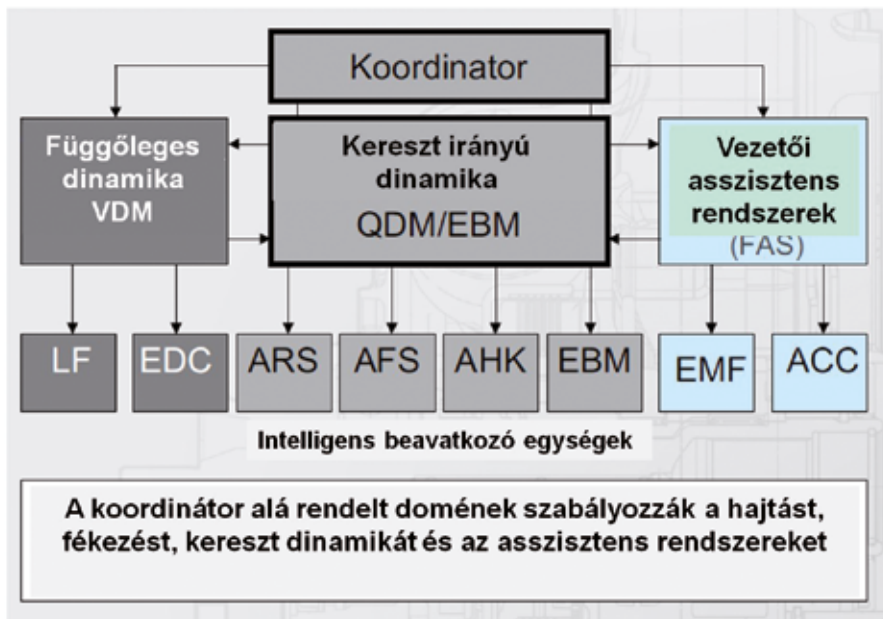 Koordinator
Függőleges
dinamika
VDM
Kereszt irányú
dinamika
QDM/EBM
Vezetői
asszisztens
rendszerek
(FAS)
LF
EDC
ARS
AFS
AHK
EBM
EMF
ACC
Intelligens beavatkozó egységek
A koordinátor alá rendelt domének szabályozzák a hajtást,
fékezést, kereszt dinamikát és az asszisztens rendszereket